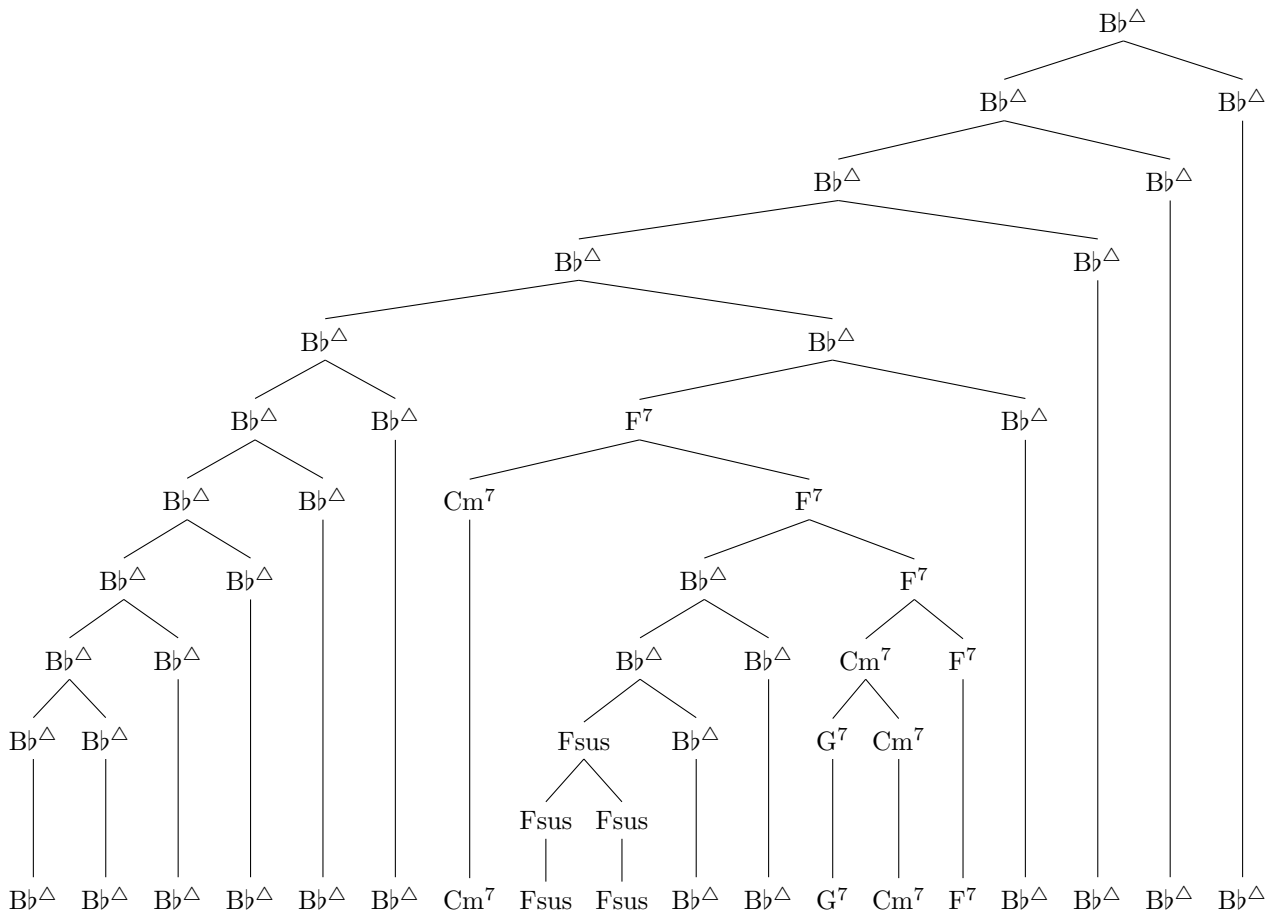 B♭△
B♭△ B♭△
B♭△ B♭△
B♭△ B♭△
B♭△ B♭△
B♭△ B♭△ F⁷ B♭△
B♭△ B♭△ Cm⁷ F⁷
B♭△ B♭△ B♭△ F⁷
B♭△ B♭△ B♭△ B♭△ Cm⁷ F⁷
B♭△ B♭△ Fsus B♭△ G⁷ Cm⁷
Fsus Fsus
B♭△ B♭△ B♭△ B♭△ B♭△ B♭△ Cm⁷ Fsus Fsus B♭△ B♭△ G⁷ Cm⁷ F⁷ B♭△ B♭△ B♭△ B♭△